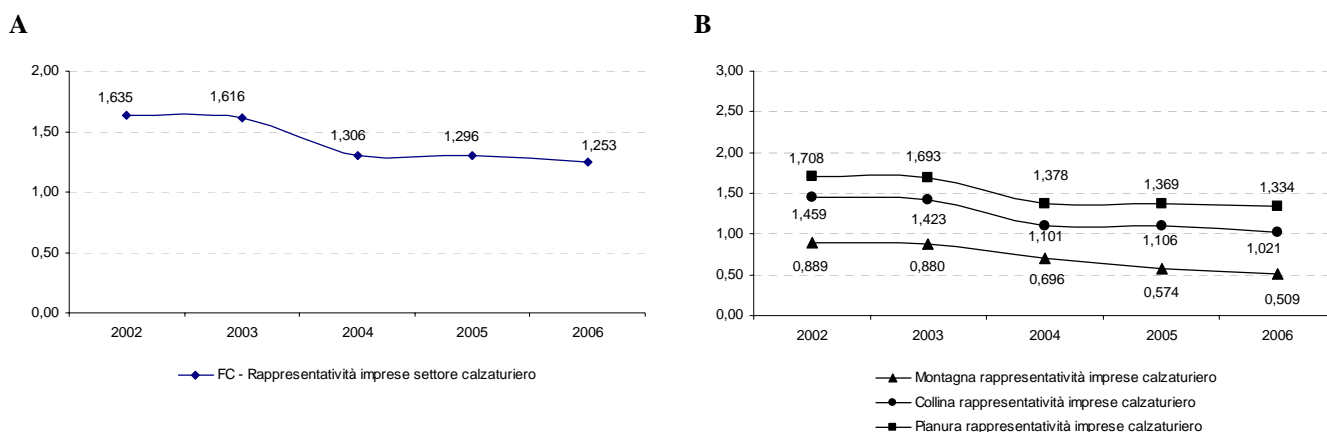 A
2,00
1,50
1,00
0,50
0,00
1,635
1,616
1,306
1,296
1,253
2002 2003 2004 2005 2006
FC - Rappresentatività imprese settore calzaturiero
B
3,00
2,50
2,00
1,50
1,00
0,50
0,00
1,708 1,693 1,378 1,369 1,334
1,459 1,423 1,101 1,106 1,021
0,889 0,880 0,696 0,574 0,509
2002 2003 2004 2005 2006
Montagna rappresentatività imprese calzaturiero
Collina rappresentatività imprese calzaturiero
Pianura rappresentatività imprese calzaturiero